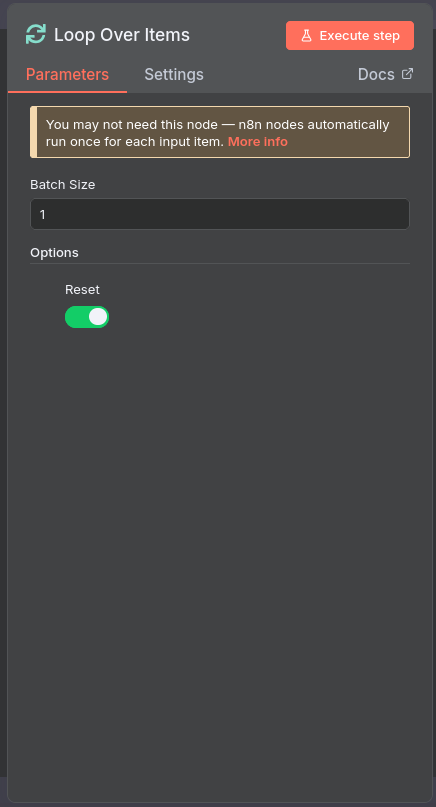 Loop Over Items
Execute step
Parameters
Settings
Docs
You may not need this node — n8n nodes automatically
run once for each input item. More info
Batch Size
1
Options
Reset